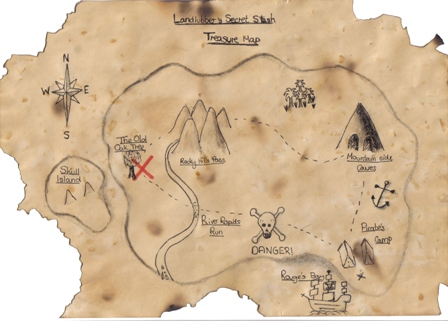 Landlubber's Secret Stash
Treasure Map
N
W E
S
The Old
Oak Tree
Rocky Hills Pass
Mountain side
Caves
Skull
Island
River Rapids
Run
DANGER!
Pirate's
Camp
Rouge's Bay